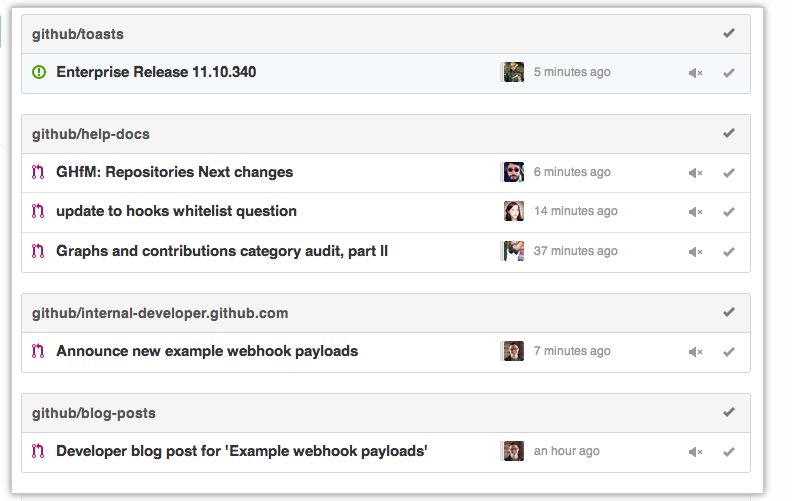 github/toasts
Enterprise Release 11.10.340 5 minutes ago
github/help-docs
GHfM: Repositories Next changes 6 minutes ago
update to hooks whitelist question 14 minutes ago
Graphs and contributions category audit, part II 37 minutes ago
github/internal-developer.github.com
Announce new example webhook payloads 7 minutes ago
github/blog-posts
Developer blog post for 'Example webhook payloads' an hour ago